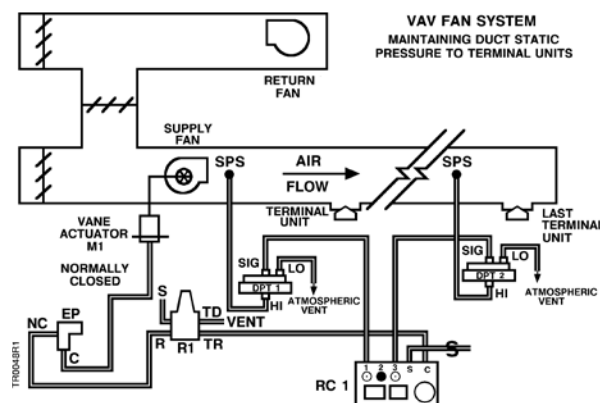 VAV FAN SYSTEM
MAINTAINING DUCT STATIC
PRESSURE TO TERMINAL UNITS
RETURN
FAN
SUPPLY
FAN
SPS
AIR
FLOW
SPS
VANE
ACTUATOR
M1
TERMINAL
UNIT
LAST
TERMINAL
UNIT
NORMALLY
CLOSED
SIG
LO
DPT 1
HI
ATMOSPHERIC
VENT
SIG
LO
DPT 2
HI
ATMOSPHERIC
VENT
NC
EP
C
S
TD
VENT
R
R1
TR
S
RC 1
1 2 3 S C
TR0048R1